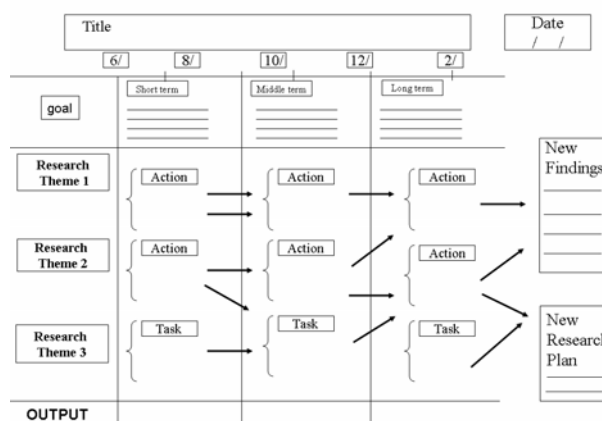 Title
Date
/ /
6/ 8/ 10/ 12/ 2/
goal
Short term
Middle term
Long term
Research
Theme 1
Action
Action
Action
New
Findings
Research
Theme 2
Action
Action
Action
Research
Theme 3
Task
Task
Task
New
Research
Plan
OUTPUT